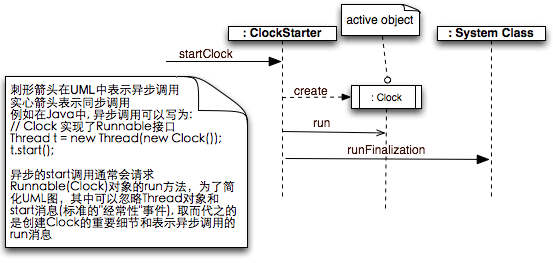 active object
: ClockStarter
: System Class
startClock
刺形箭头在UML中表示异步调用
实心箭头表示同步调用
例如在Java中, 异步调用可以写为:
// Clock 实现了Runnable接口
Thread t = new Thread(new Clock());
t.start();
异步的start调用通常会请求
Runnable(Clock)对象的run方法，为了简
化UML图，其中可以忽略Thread对象和
start消息(标准的"经常性"事件), 取而代之的
是创建Clock的重要细节和表示异步调用的
run消息
create
: Clock
run
runFinalization